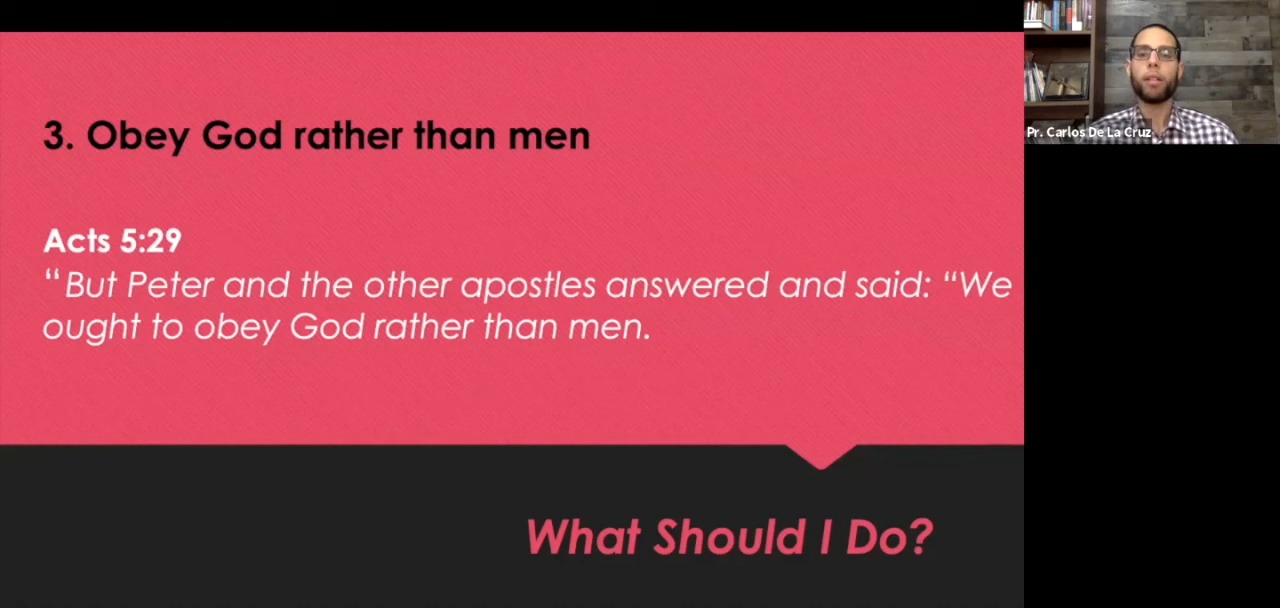 3. Obey God rather than men
Acts 5:29
“But Peter and the other apostles answered and said: “We
ought to obey God rather than men.
What Should I Do?
Pr. Carlos De La Cruz